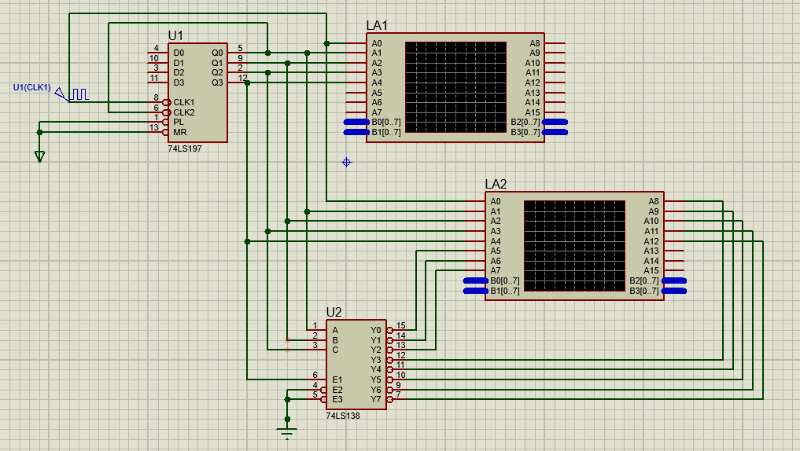 U1
4 D0 Q0 5
10 D1 Q1 9
3 D2 Q2 2
11 D3 Q3 12
8 CLK1
6 CLK2
1 PL
13 MR
74LS197
U1(CLK1)
LA1
A0 A8
A1 A9
A2 A10
A3 A11
A4 A12
A5 A13
A6 A14
A7 A15
B0[0..7] B2[0..7]
B1[0..7] B3[0..7]
LA2
A0 A8
A1 A9
A2 A10
A3 A11
A4 A12
A5 A13
A6 A14
A7 A15
B0[0..7] B2[0..7]
B1[0..7] B3[0..7]
U2
1 A Y0 15
2 B Y1 14
3 C Y2 13
Y3 12
Y4 11
6 E1 Y5 10
4 E2 Y6 9
5 E3 Y7 7
74LS138